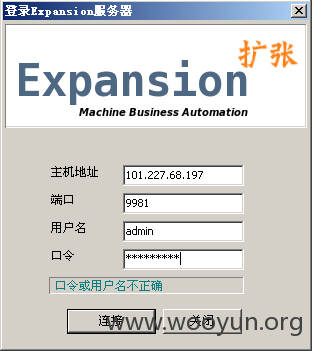 登录Expansion服务器
扩张
Expansion
Machine Business Automation
主机地址 101.227.68.197
端口 9981
用户名 admin
口令 *********
口令或用户名不正确
连接 关闭
www.wooyun.org